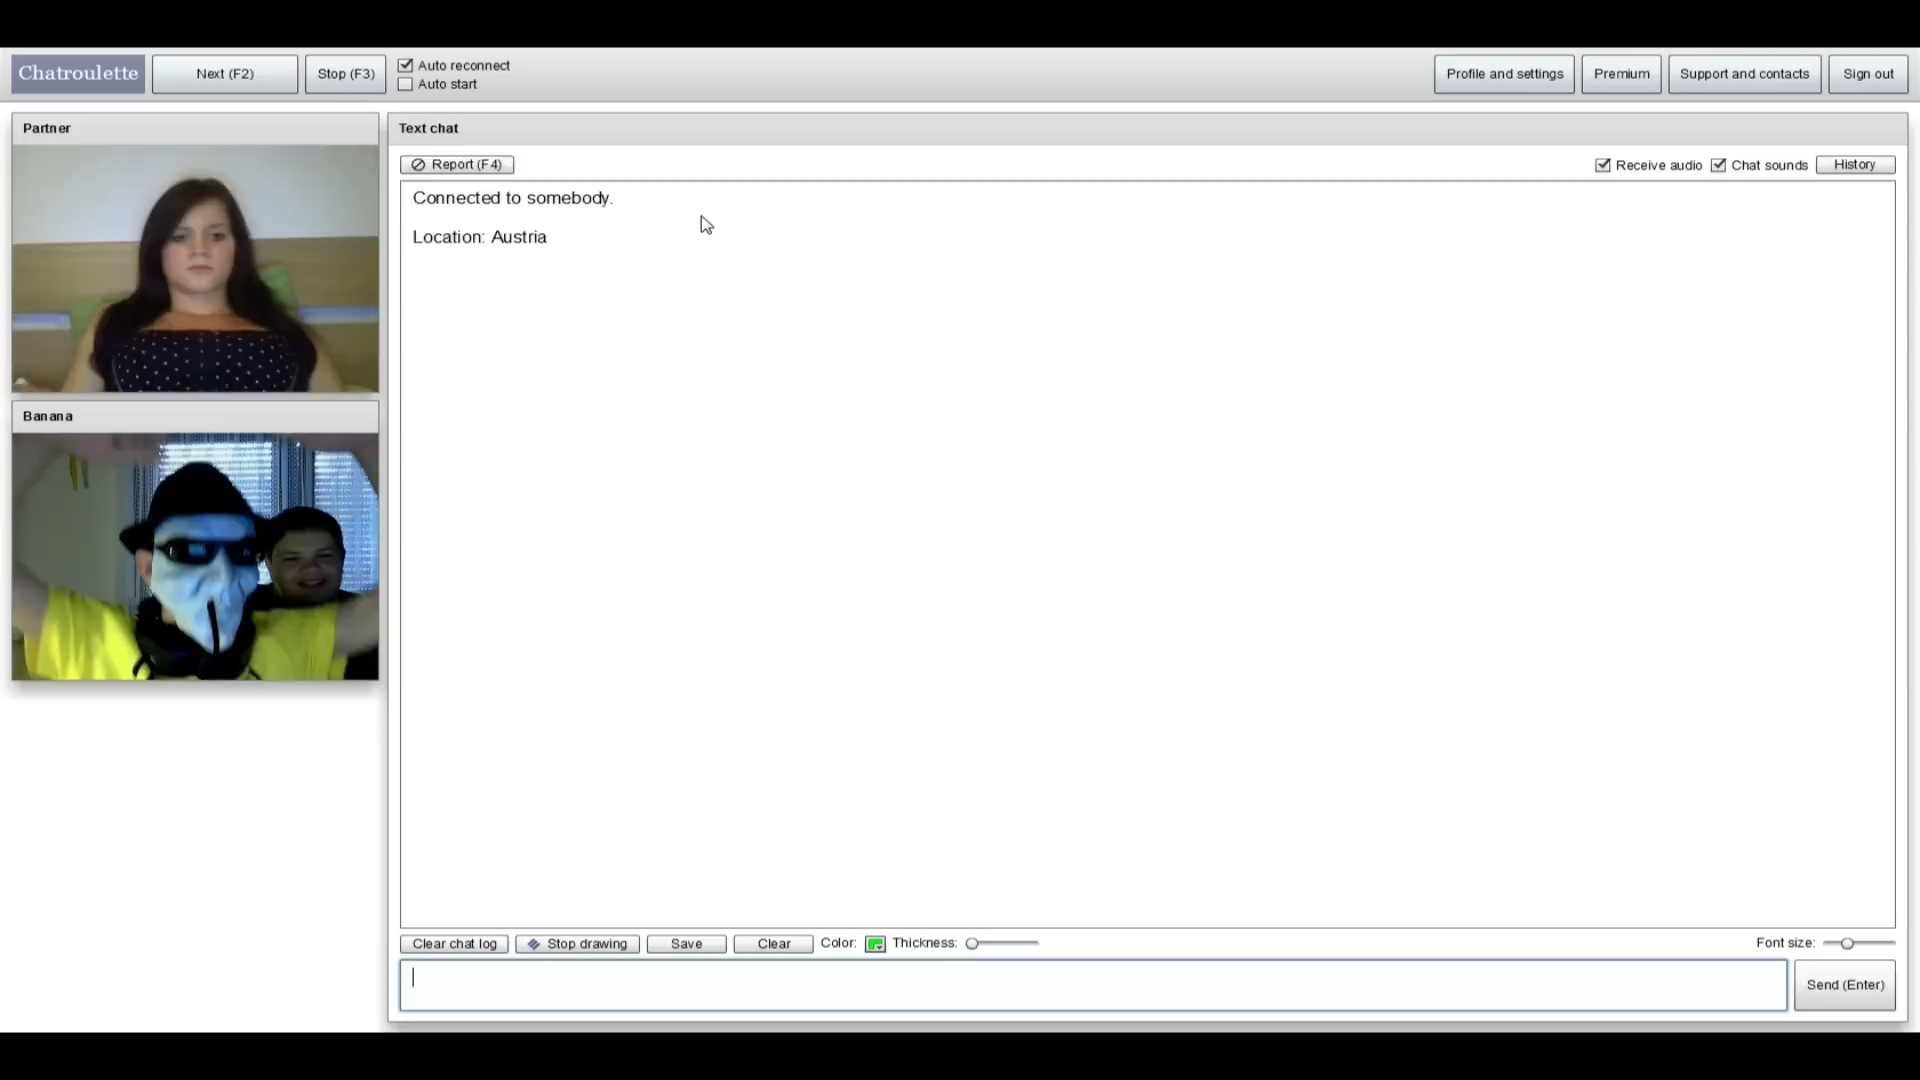 Chatroulette
Next (F2)
Stop (F3)
Auto reconnect
Auto start
Profile and settings
Premium
Support and contacts
Sign out
Partner
Banana
Text chat
Report (F4)
Receive audio
Chat sounds
History
Connected to somebody.
Location: Austria
Clear chat log
Stop drawing
Save
Clear
Color:
Thickness:
Font size:
Send (Enter)